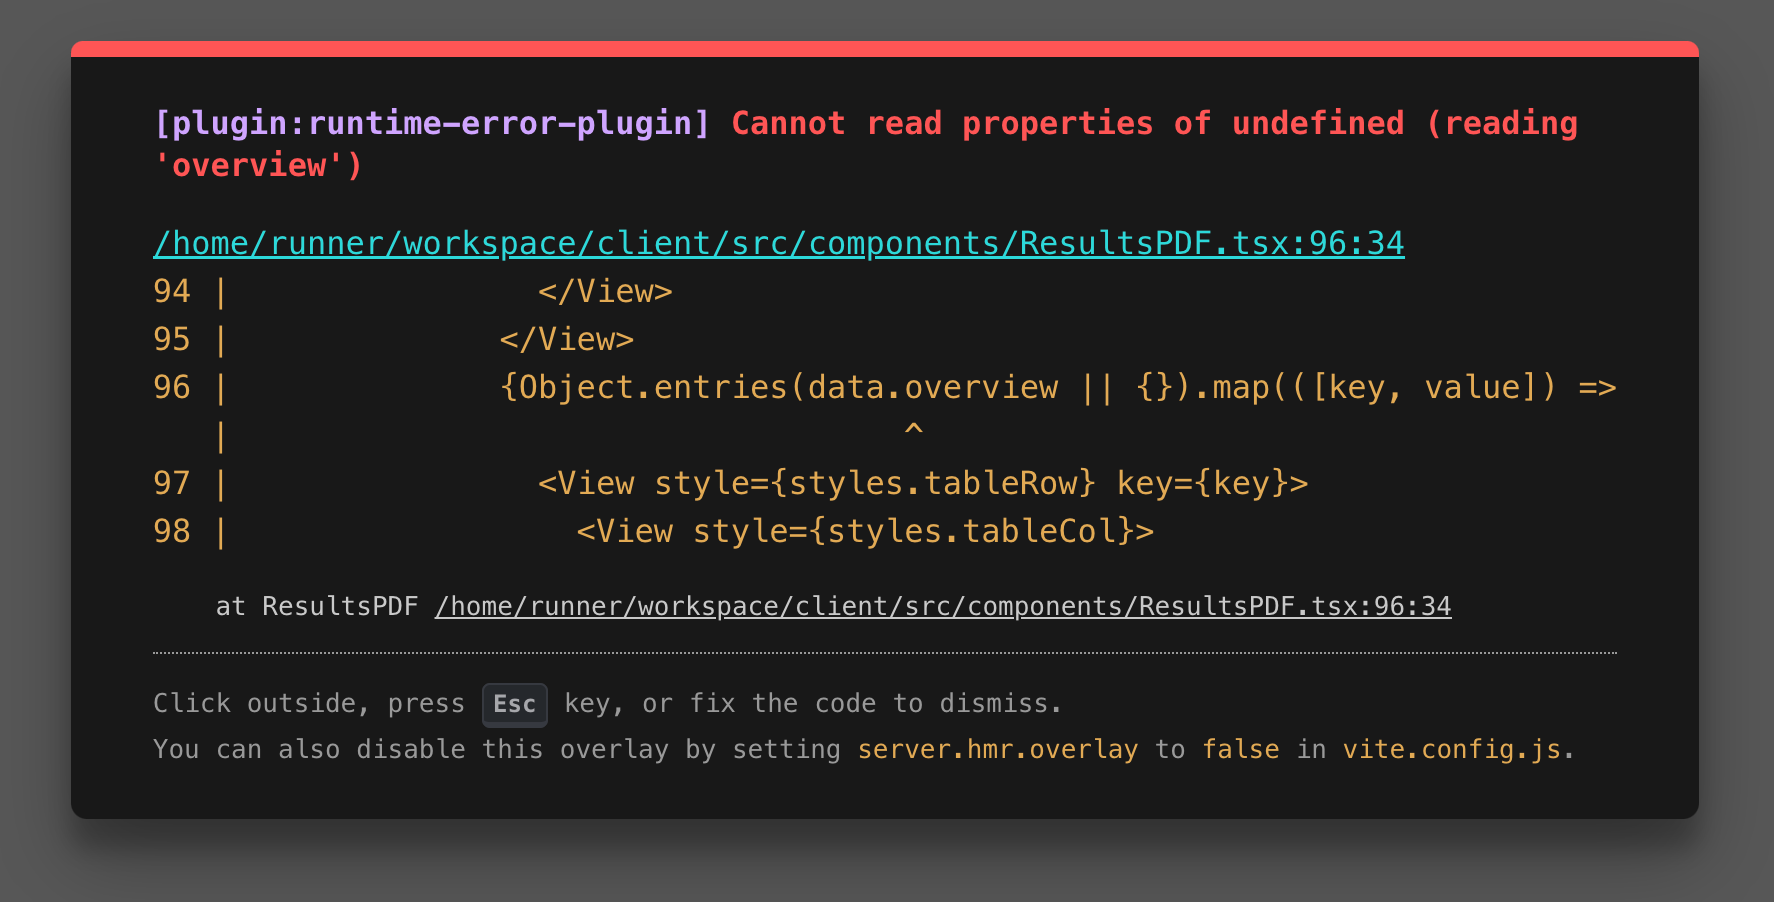 [plugin:runtime-error-plugin] Cannot read properties of undefined (reading
'overview')
/home/runner/workspace/client/src/components/ResultsPDF.tsx:96:34
94 |                </View>
95 |              </View>
96 |              {Object.entries(data.overview || {}).map(([key, value]) =>
   |                                  ^
97 |                <View style={styles.tableRow} key={key}>
98 |                  <View style={styles.tableCol}>
at ResultsPDF /home/runner/workspace/client/src/components/ResultsPDF.tsx:96:34
Click outside, press Esc key, or fix the code to dismiss.
You can also disable this overlay by setting server.hmr.overlay to false in vite.config.js.